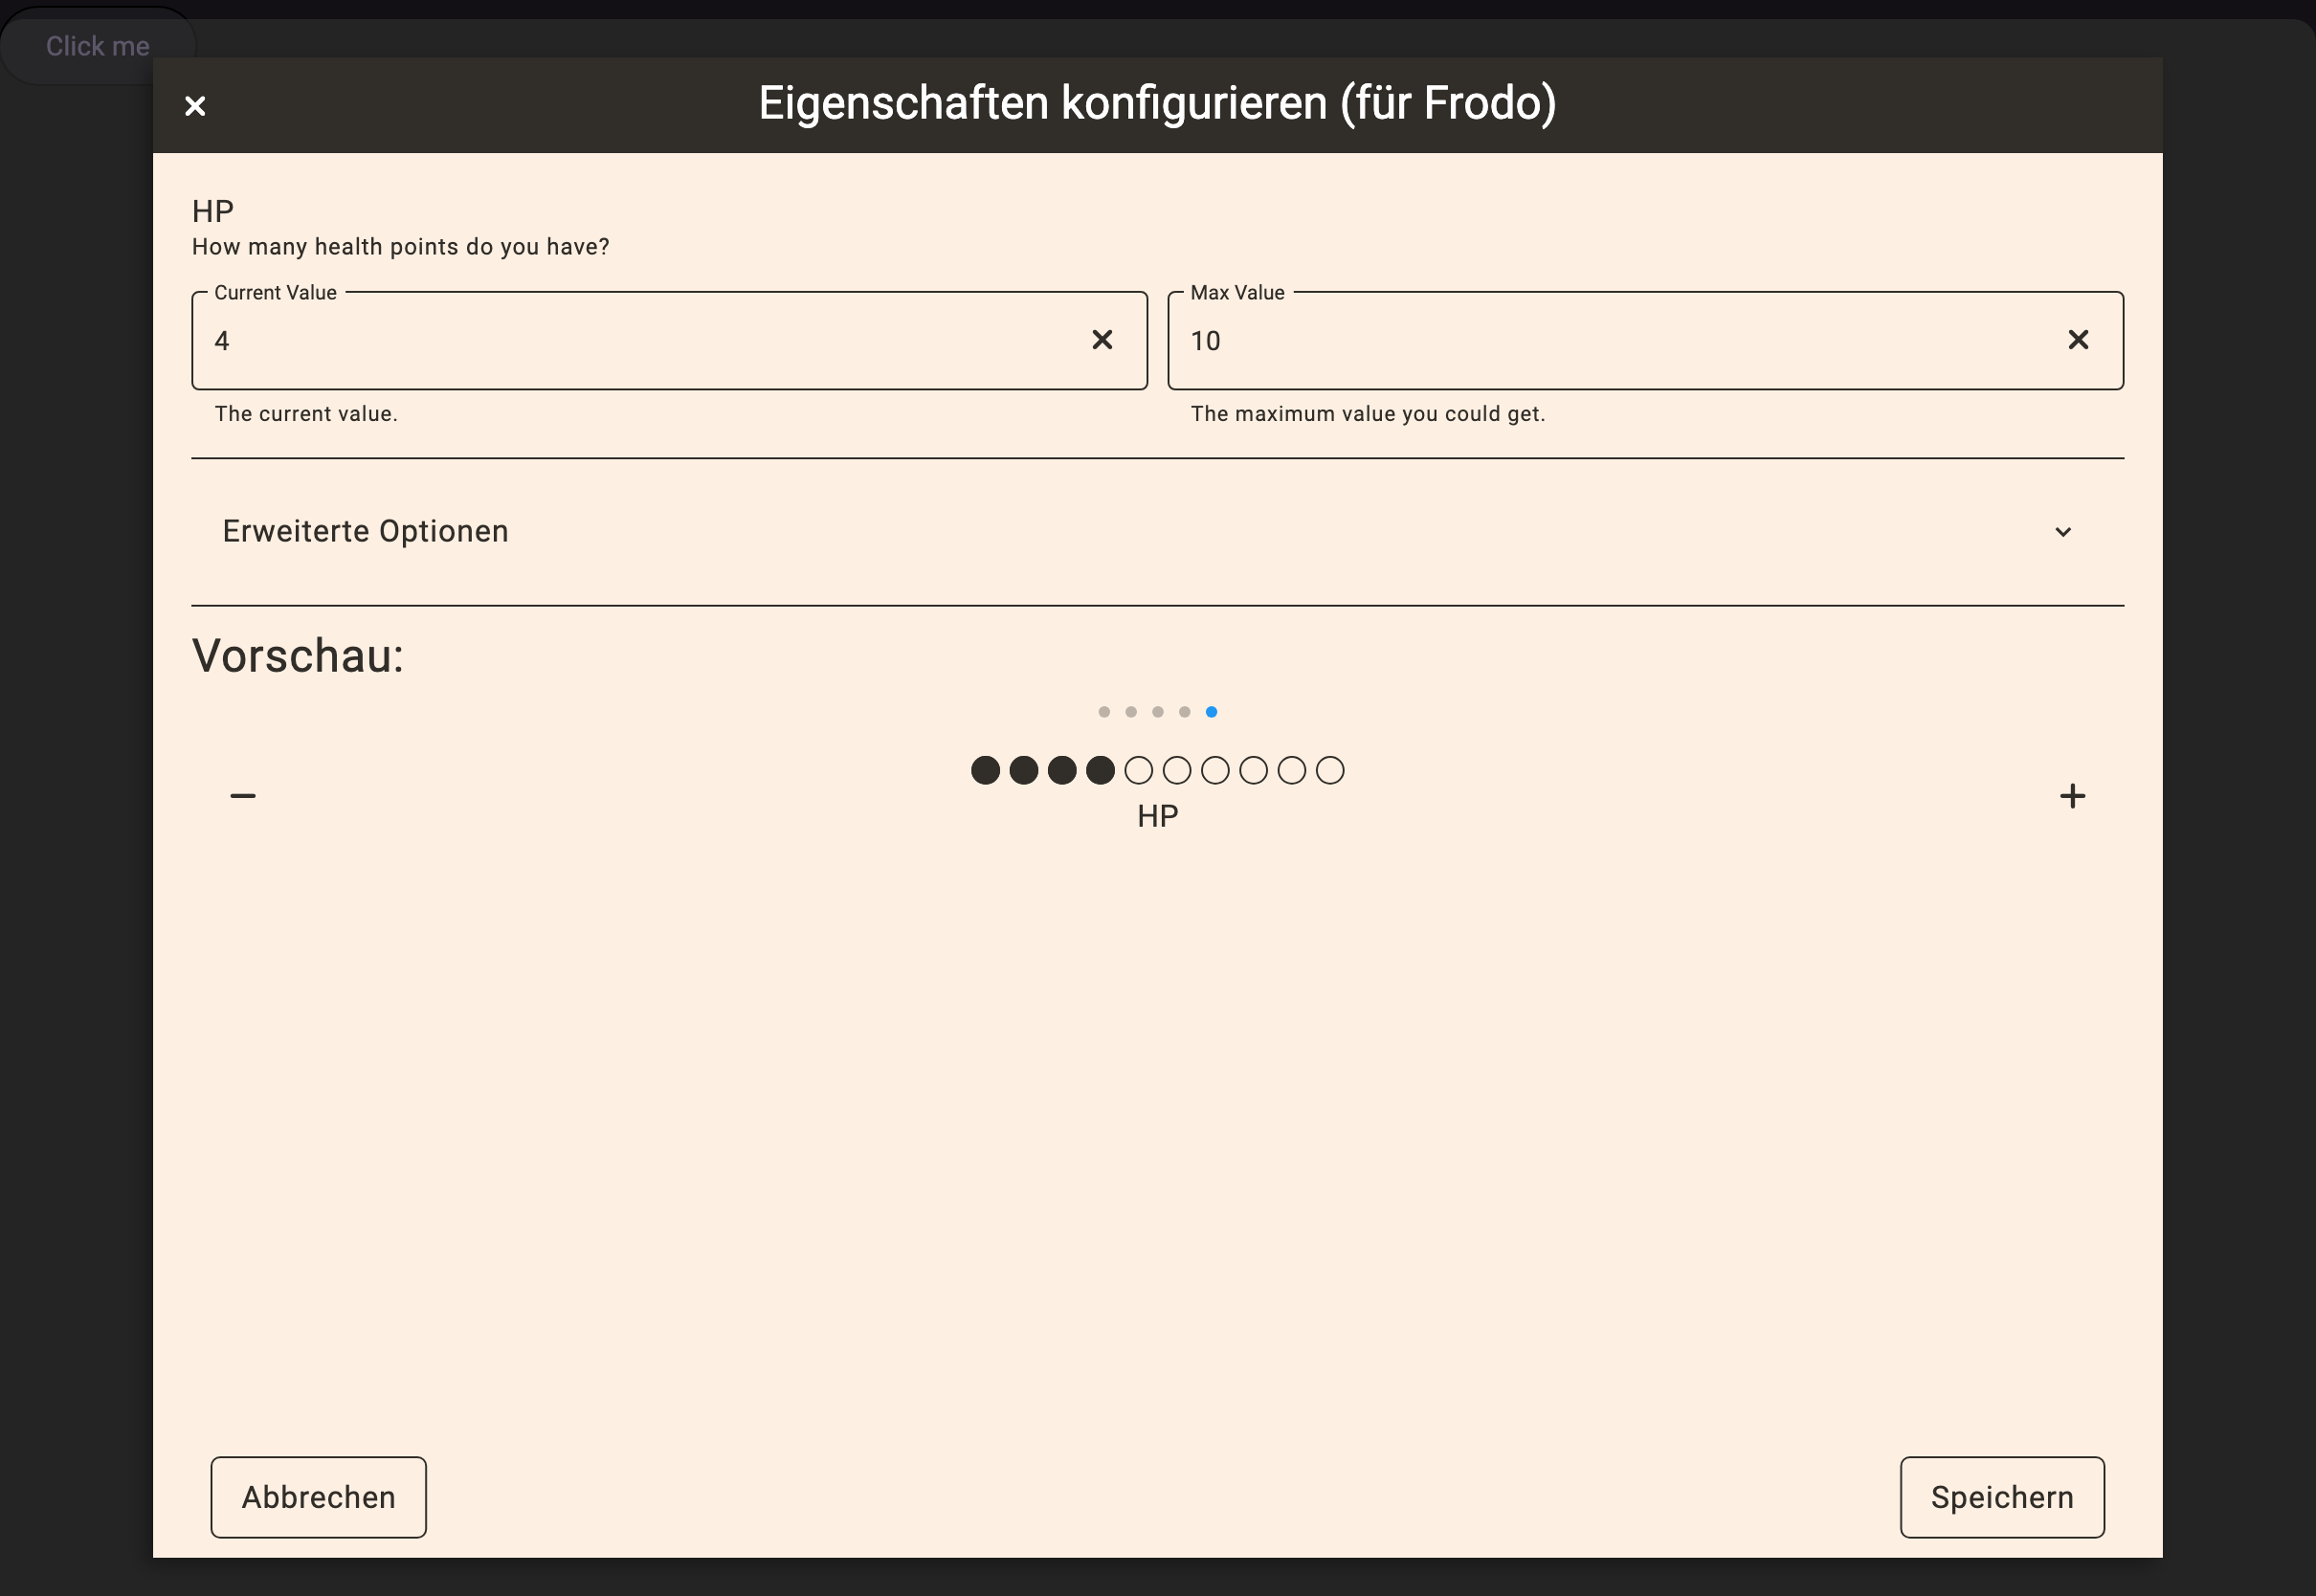 Click me
Eigenschaften konfigurieren (für Frodo)
HP
How many health points do you have?
Current Value
4
Max Value
10
The current value.
The maximum value you could get.
Erweiterte Optionen
Vorschau:
HP
Abbrechen
Speichern